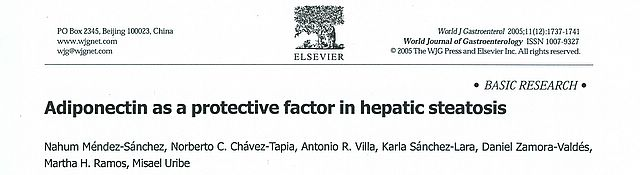 PO Box 2345, Beijing 100023, China
www.wjgnet.com
wjg@wjgnet.com
ELSEVIER
World J Gastroenterol 2005;11(12):1737-1741
World Journal of Gastroenterology ISSN 1007-9327
© 2005 The WJG Press and Elsevier Inc. All rights reserved.
• BASIC RESEARCH •
Adiponectin as a protective factor in hepatic steatosis
Nahum Méndez-Sánchez, Norberto C. Chávez-Tapia, Antonio R. Villa, Karla Sánchez-Lara, Daniel Zamora-Valdés,
Martha H. Ramos, Misael Uribe